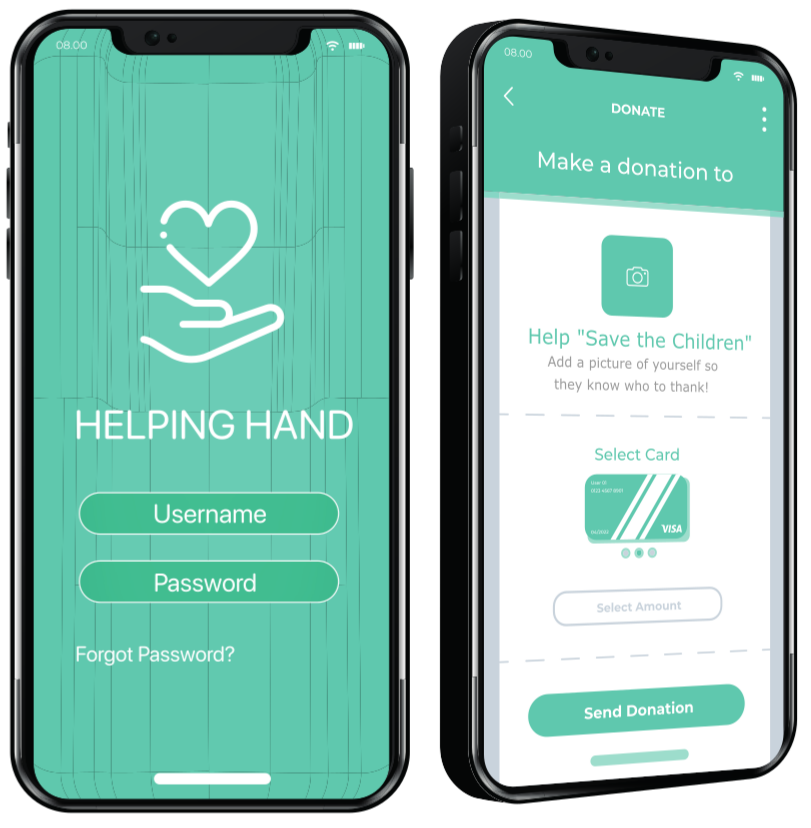 08.00
HELPING HAND
Username
Password
Forgot Password?
08.00
DONATE
Make a donation to
Help "Save the Children"
Add a picture of yourself so
they know who to thank!
Select Card
VISA
Select Amount
Send Donation